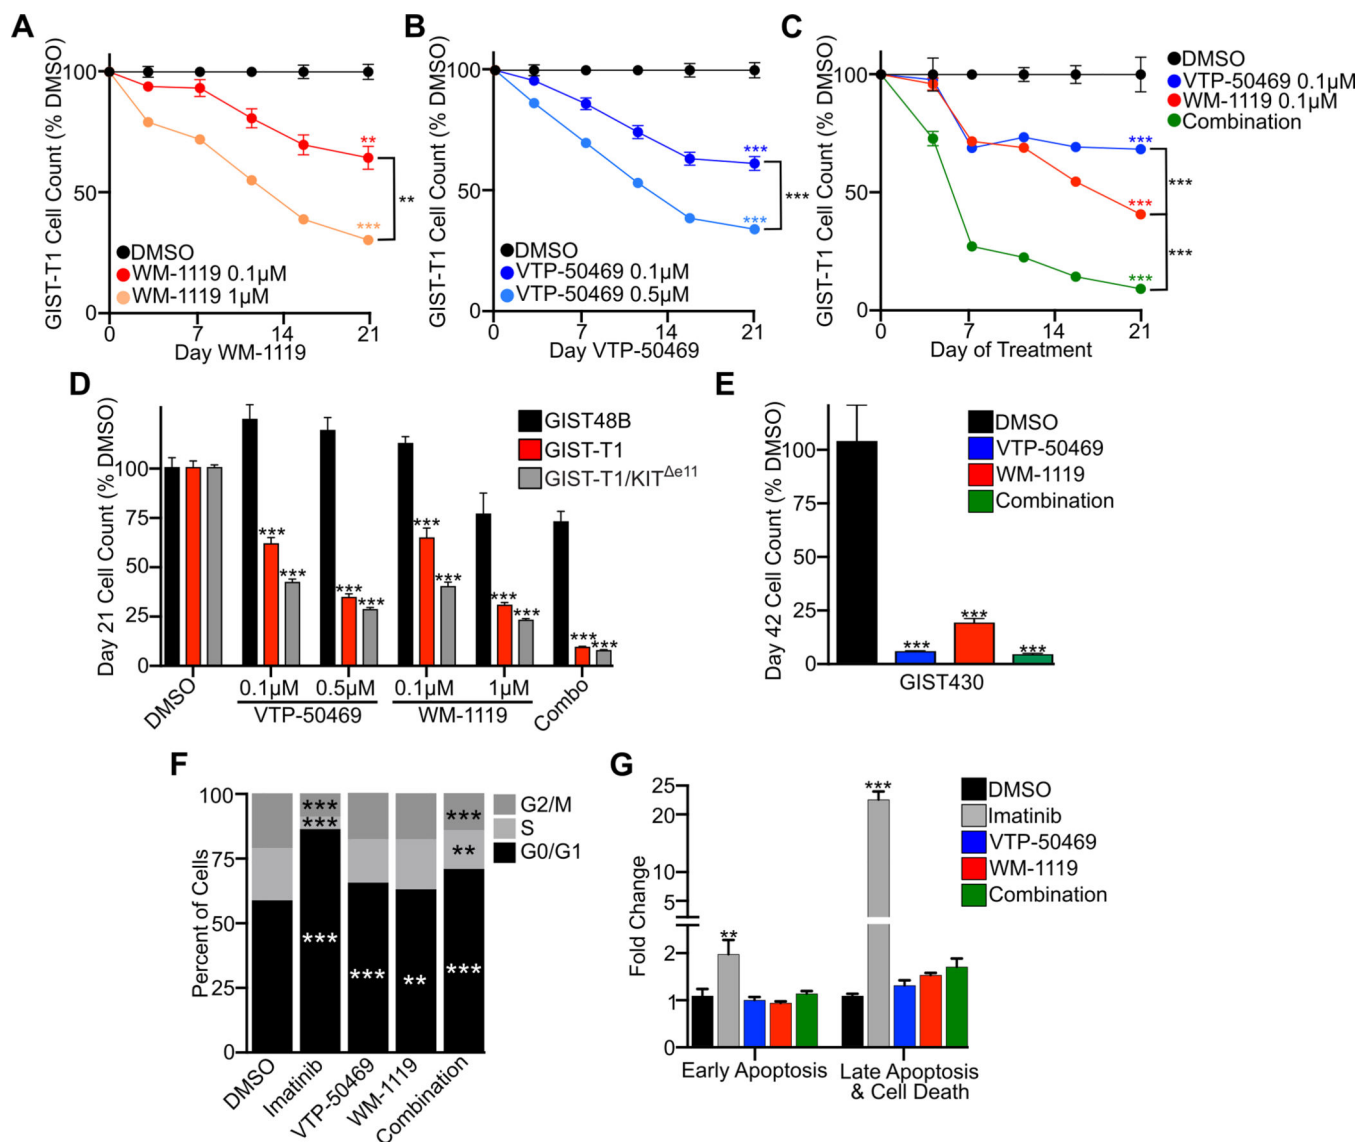 A
GIST-T1 Cell Count (% DMSO)
100
50
0
**
***
**
DMSO
WM-1119 0.1µM
WM-1119 1µM
0 7 14 21
Day WM-1119
B
GIST-T1 Cell Count (% DMSO)
100
50
0
***
***
***
DMSO
VTP-50469 0.1µM
VTP-50469 0.5µM
0 7 14 21
Day VTP-50469
C
GIST-T1 Cell Count (% DMSO)
100
50
0
***
***
***
***
***
0 7 14 21
Day of Treatment
DMSO
VTP-50469 0.1µM
WM-1119 0.1µM
Combination
D
Day 21 Cell Count (% DMSO)
100
75
50
25
0
*** *** *** *** *** *** *** *** *** ***
GIST48B
GIST-T1
GIST-T1/KITΔe11
DMSO 0.1µM 0.5µM 0.1µM 1µM Combo
VTP-50469 WM-1119
E
Day 42 Cell Count (% DMSO)
100
75
50
25
0
*** *** ***
GIST430
DMSO
VTP-50469
WM-1119
Combination
F
Percent of Cells
100
75
50
25
0
*** ***
*** **
*** *** ** ***
G2/M
S
G0/G1
DMSO Imatinib VTP-50469 WM-1119 Combination
G
Fold Change
25
20
15
10
5
2
1
0
** ***
Early Apoptosis Late Apoptosis
& Cell Death
DMSO
Imatinib
VTP-50469
WM-1119
Combination